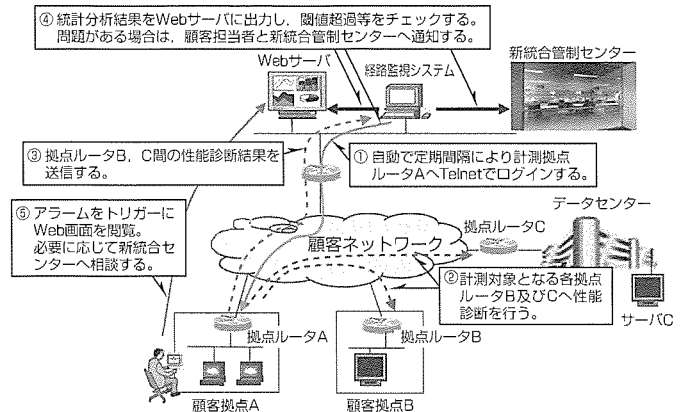 ④ 統計分析結果をWebサーバに出力し，閾値超過等をチェックする。
問題がある場合は，顧客担当者と新統合管制センターへ通知する。
Webサーバ
経路監視システム
新統合管制センター
③ 拠点ルータB，C間の性能診断結果を
送信する。
① 自動で定期間隔により計測拠点
ルータAへTelnetでログインする。
⑤ アラームをトリガーに
Web画面を閲覧。
必要に応じて新統合セ
ンターへ相談する。
データセンター
拠点ルータC
顧客ネットワーク
② 計測対象となる各拠点
ルータB及びCへ性能
診断を行う。
サーバC
拠点ルータA
拠点ルータB
顧客拠点A
顧客拠点B